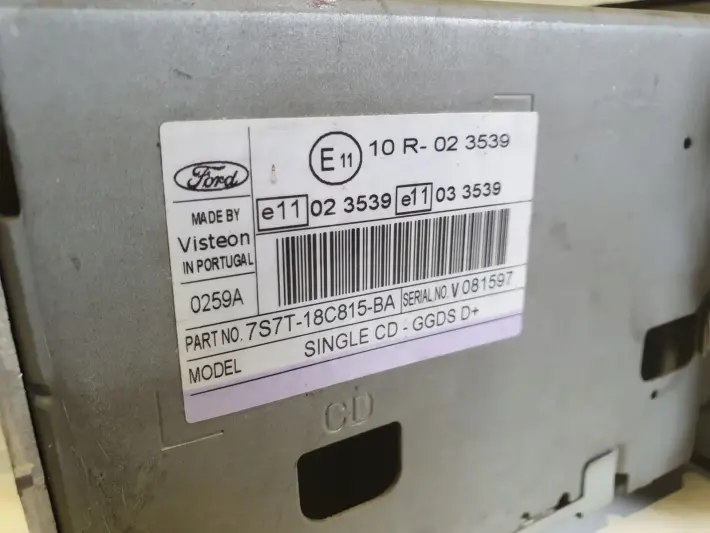 Ford
E 11 10 R- 02 3539
e11 02 3539 e11 03 3539
MADE BY
Visteon
IN PORTUGAL
0259A
PART NO. 7S7T-18C815-BA SERIAL NO. V 081597
MODEL SINGLE CD - GGDS D+
CD